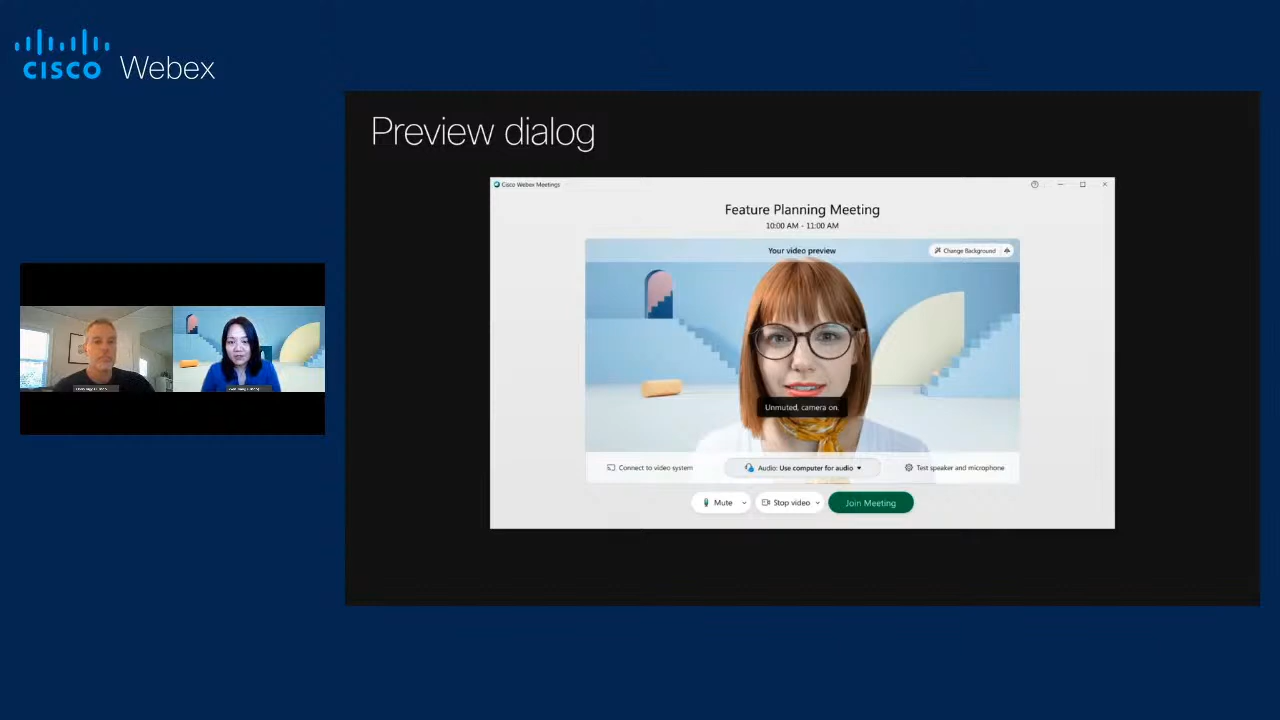 CISCO Webex
Preview dialog
Cisco Webex Meetings
Feature Planning Meeting
10:00 AM - 11:00 AM
Your video preview
Change Background
Unmuted, camera on.
Connect to video system
Audio: Use computer for audio
Test speaker and microphone
Mute
Stop video
Join Meeting